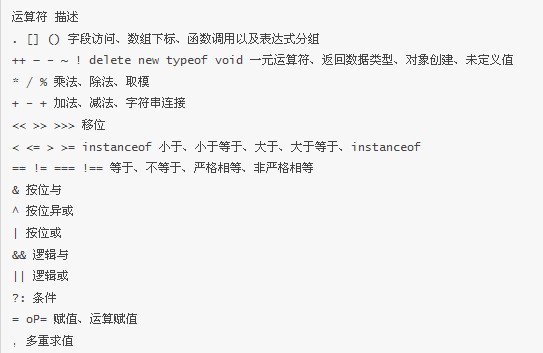 运算符 描述
. [] () 字段访问、数组下标、函数调用以及表达式分组
++ - - ~ ! delete new typeof void 一元运算符、返回数据类型、对象创建、未定义值
* / % 乘法、除法、取模
+ - + 加法、减法、字符串连接
<< >> >>> 移位
< <= > >= instanceof 小于、小于等于、大于、大于等于、instanceof
== != === !== 等于、不等于、严格相等、非严格相等
& 按位与
^ 按位异或
| 按位或
&& 逻辑与
|| 逻辑或
?: 条件
= oP= 赋值、运算赋值
, 多重求值